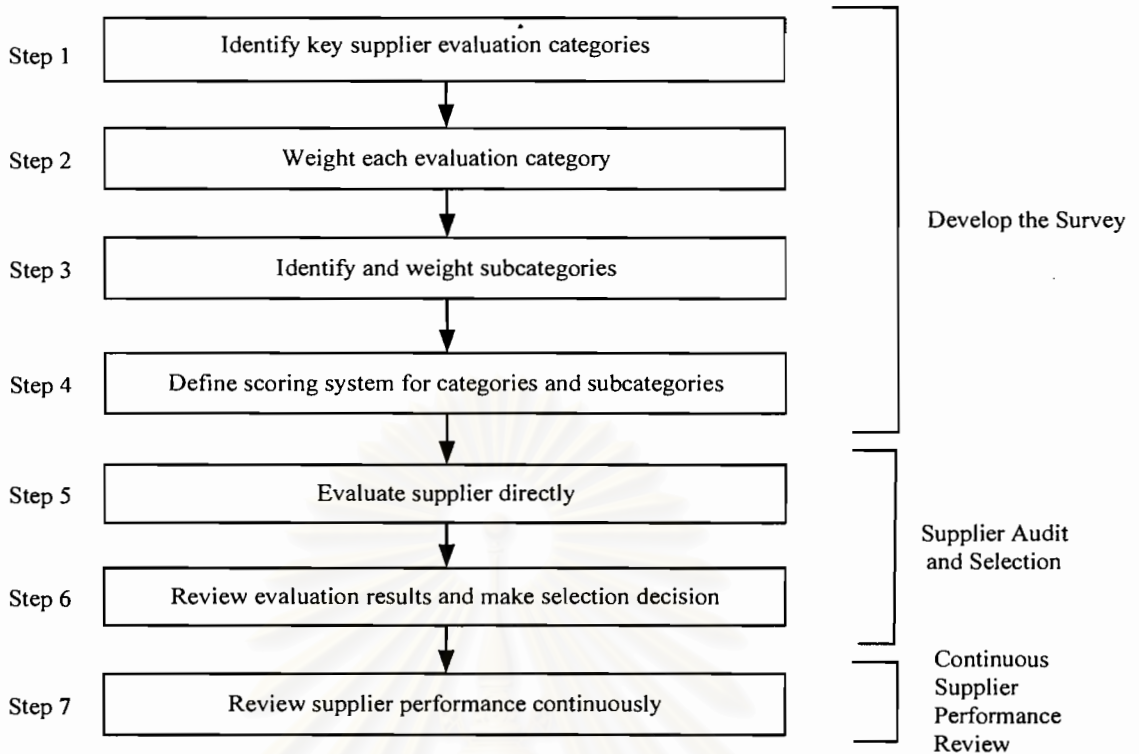 Step 1
Identify key supplier evaluation categories
Step 2
Weight each evaluation category
Step 3
Identify and weight subcategories
Step 4
Define scoring system for categories and subcategories
Develop the Survey
Step 5
Evaluate supplier directly
Step 6
Review evaluation results and make selection decision
Supplier Audit
and Selection
Step 7
Review supplier performance continuously
Continuous
Supplier
Performance
Review